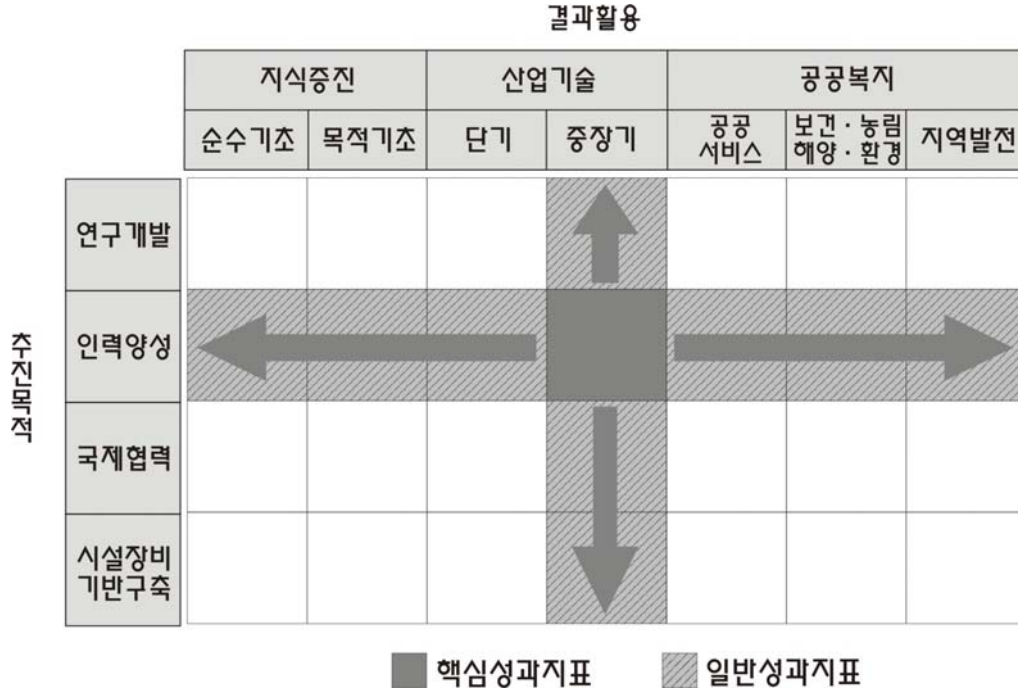 결과활용
지식증진 산업기술 공공복지
순수기초 목적기초 단기 중장기 공공 서비스 보건 · 농림 해양 · 환경 지역발전
추진목적
연구개발
인력양성
국제협력
시설장비
기반구축
핵심성과지표 일반성과지표